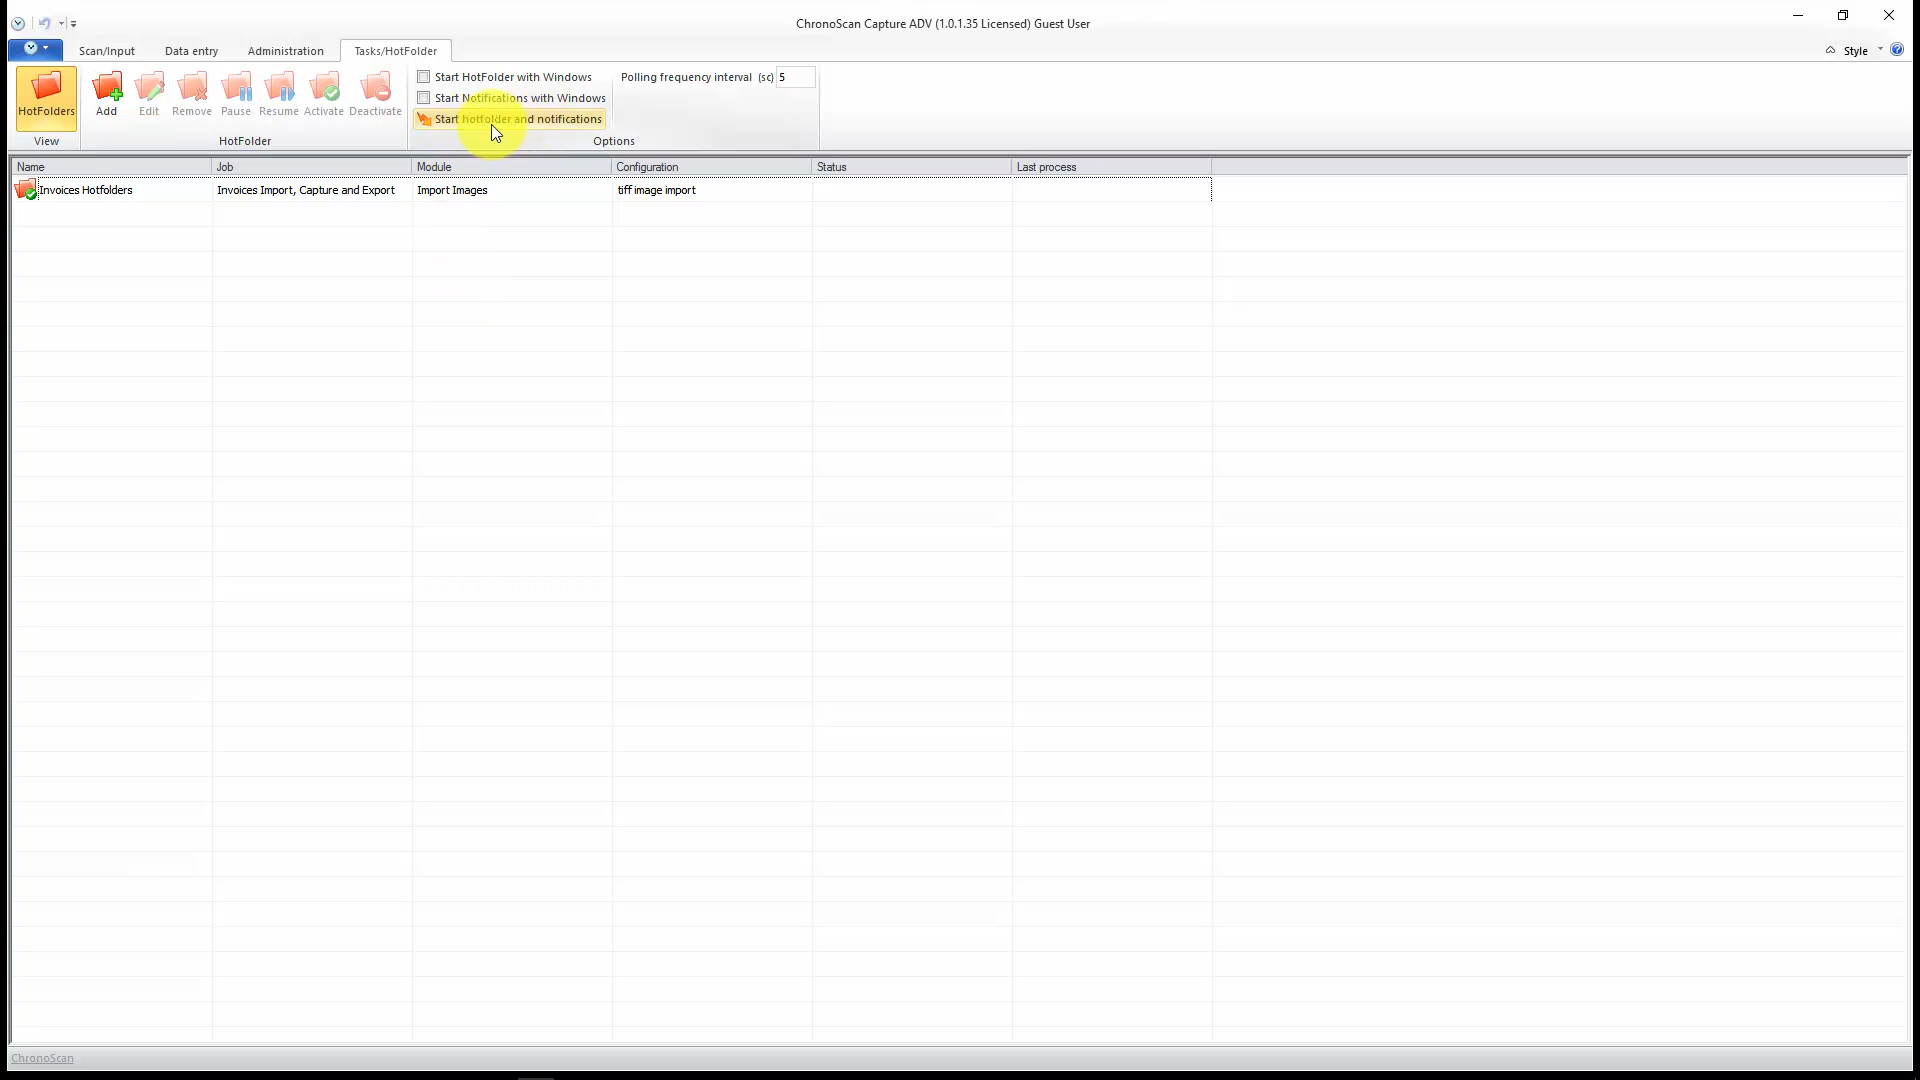 ChronoScan Capture ADV (1.0.1.35 Licensed) Guest User
Scan/Input Data entry Administration Tasks/HotFolder Style
HotFolders Add Edit Remove Pause Resume Activate Deactivate
View HotFolder
Start HotFolder with Windows Polling frequency interval (sc) 5
Start Notifications with Windows
Start hotfolder and notifications
Options
Name Job Module Configuration Status Last process
Invoices Hotfolders Invoices Import, Capture and Export Import Images tiff image import
ChronoScan